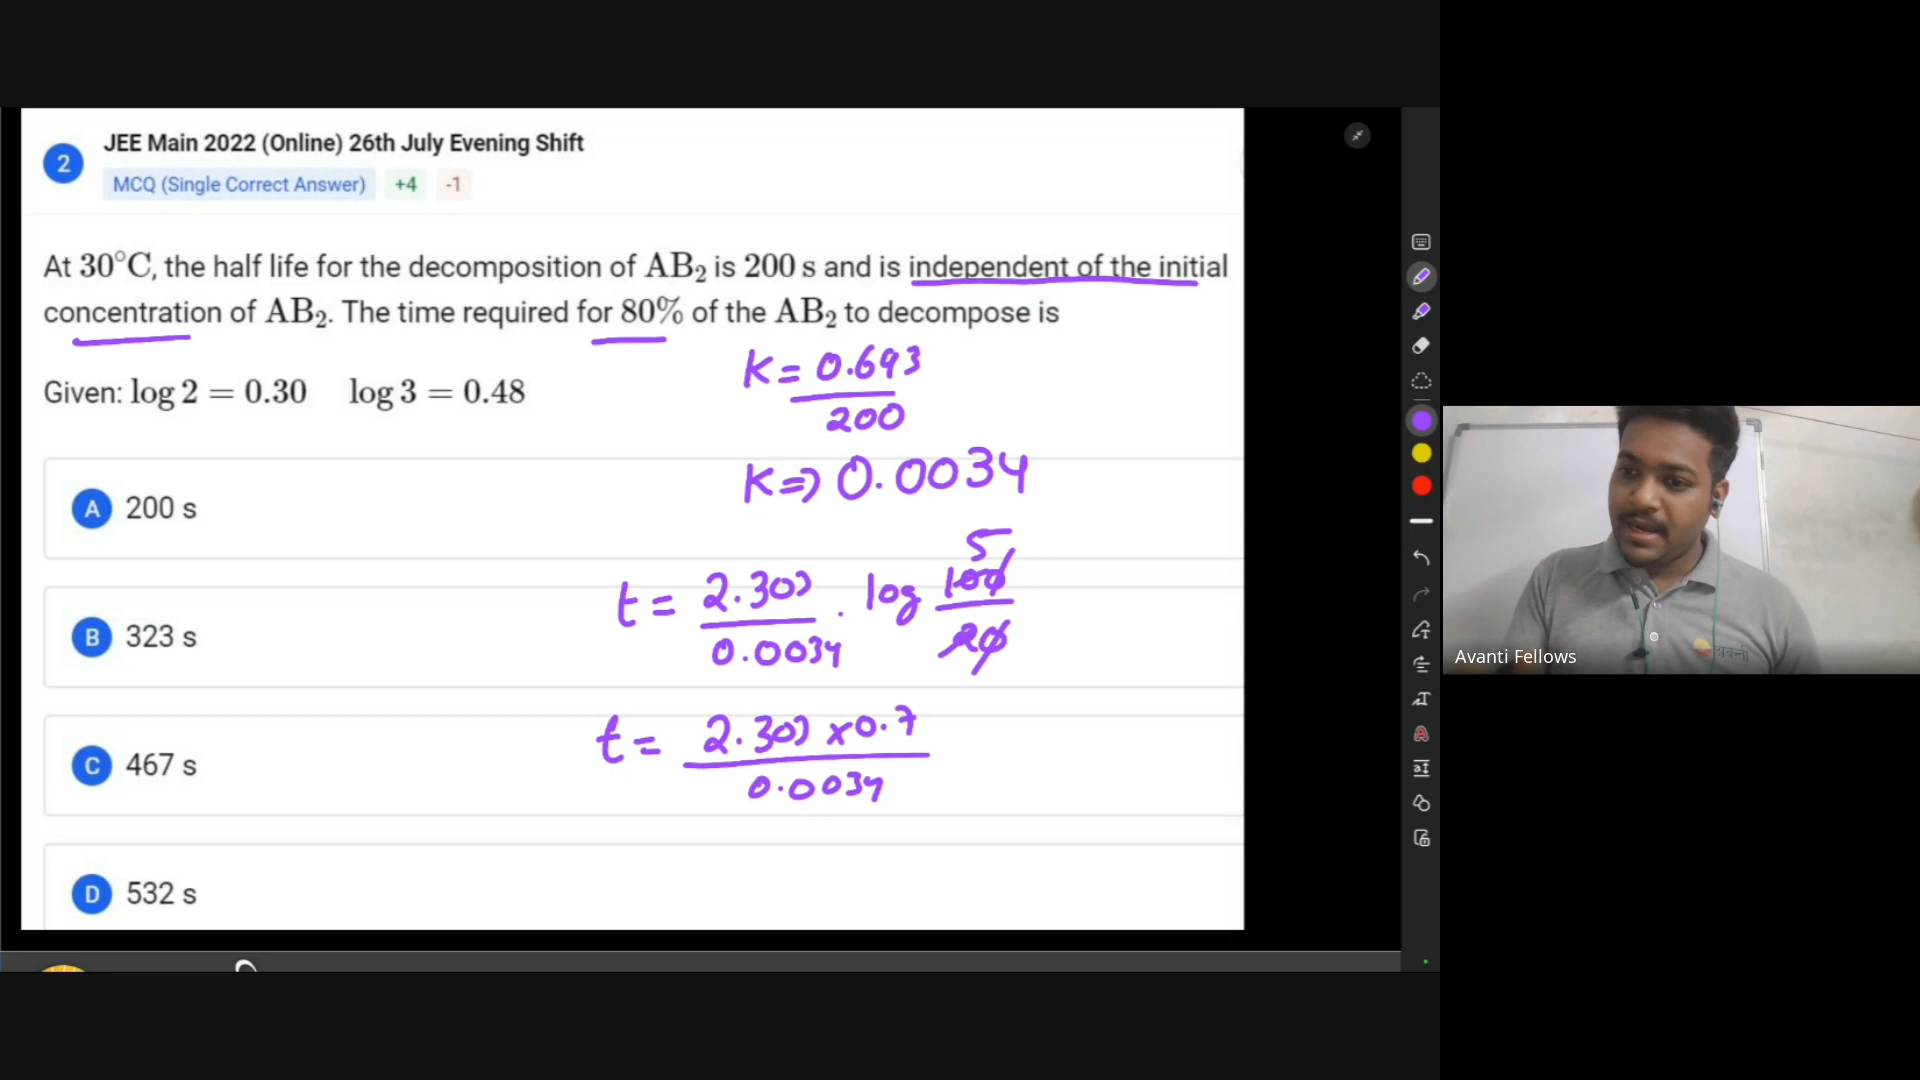 2
JEE Main 2022 (Online) 26th July Evening Shift
MCQ (Single Correct Answer) +4 -1
At 30°C, the half life for the decomposition of AB₂ is 200 s and is independent of the initial
concentration of AB₂. The time required for 80% of the AB₂ to decompose is
Given: log 2 = 0.30 log 3 = 0.48
K = 0.693
200
K ⇒ 0.0034
A 200 s
5
t = 2.303 . log 100
0.0034 20
B 323 s
t = 2.303 x 0.7
0.0034
C 467 s
D 532 s
Avanti Fellows